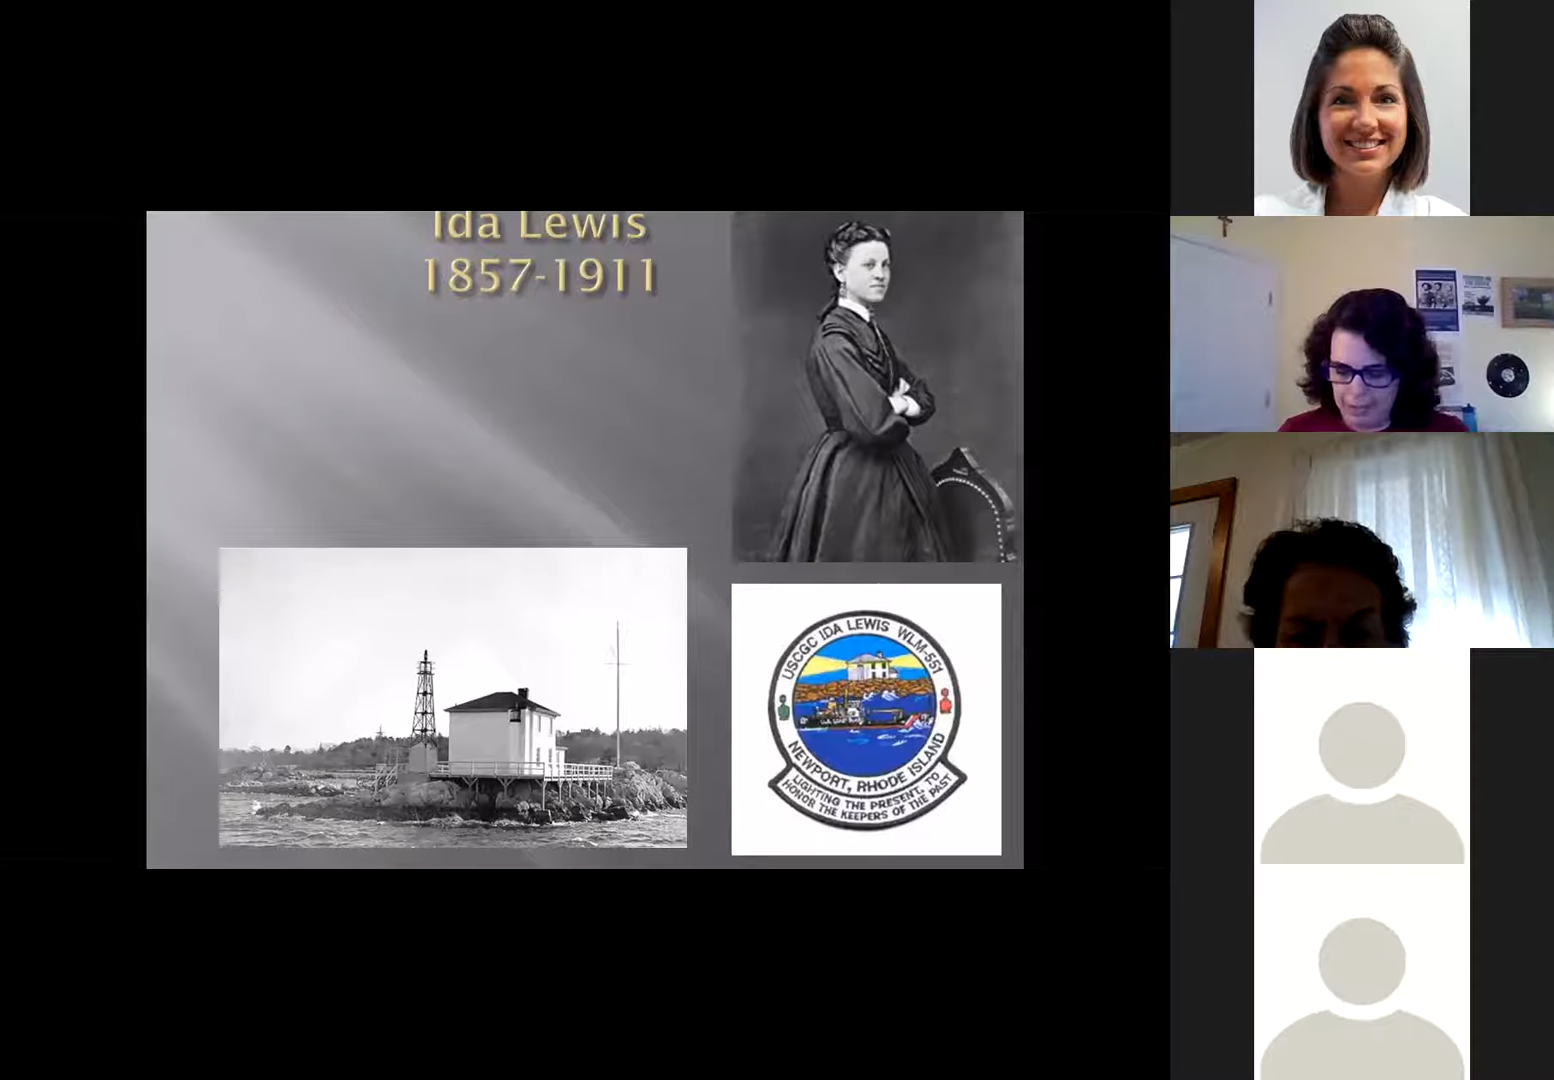 Ida Lewis
1857-1911
USCGC IDA LEWIS WLM-551
NEWPORT, RHODE ISLAND
LIGHTING THE PRESENT, TO
HONOR THE KEEPERS OF THE PAST